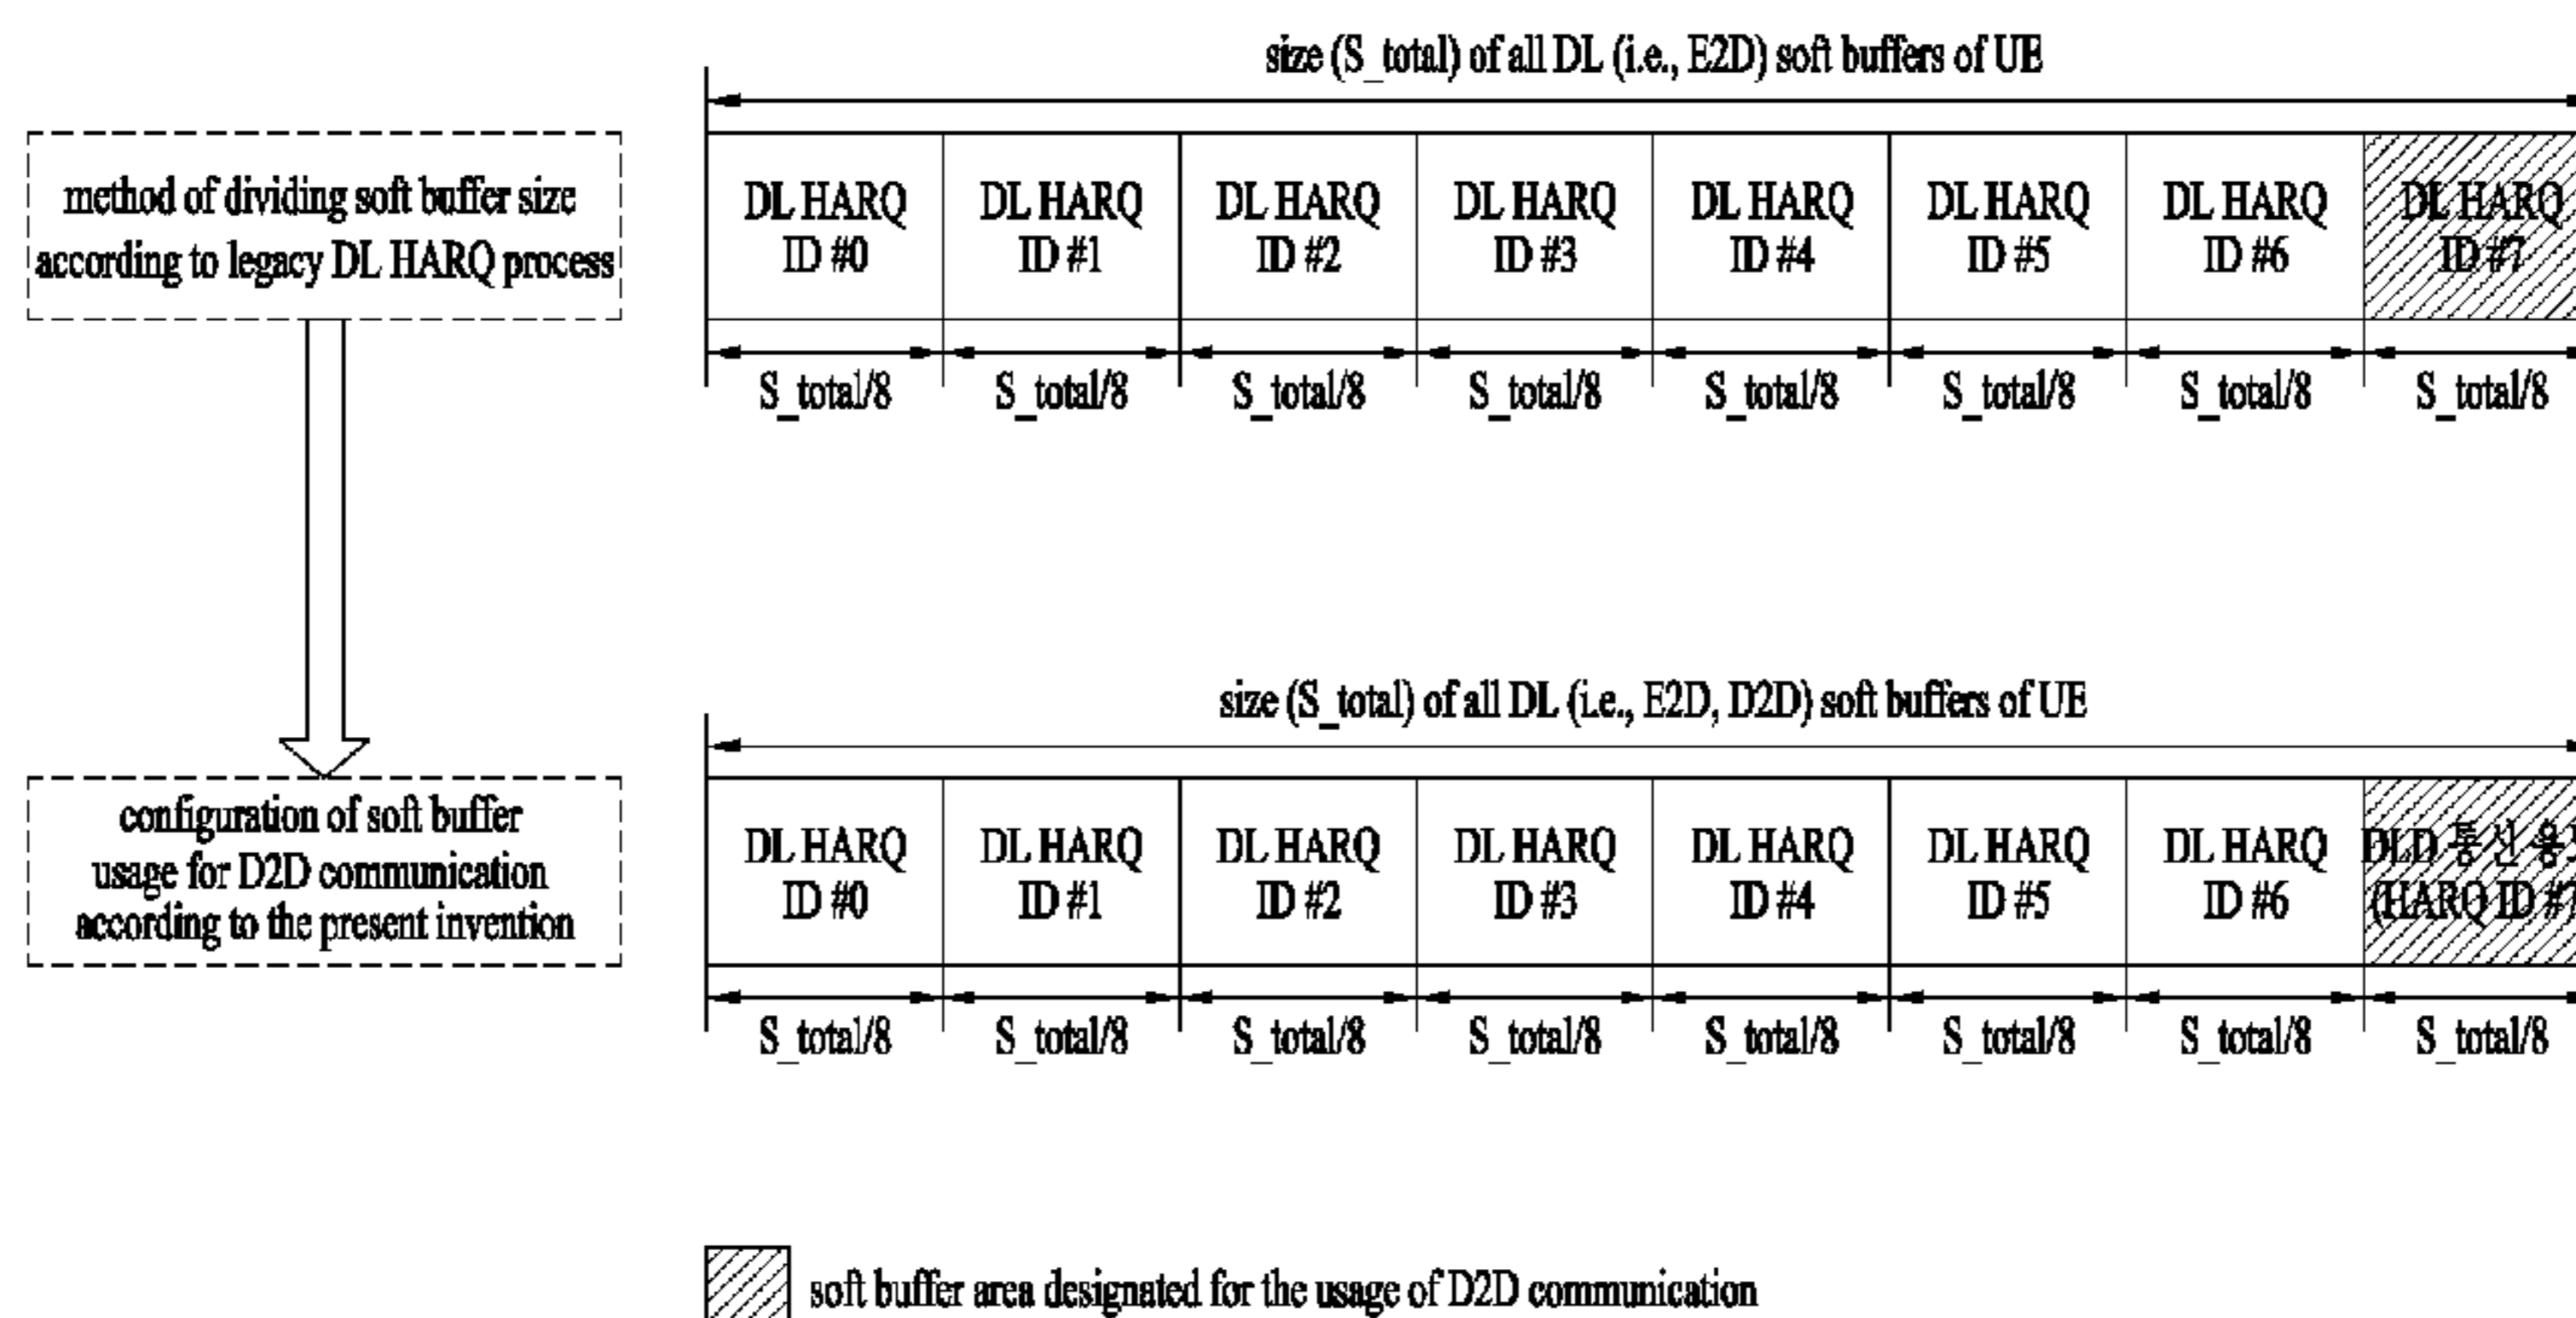 size (S_total) of all DL (i.e., E2D) soft buffers of UE
method of dividing soft buffer size
according to legacy DL HARQ process
DL HARQ
ID #0
DL HARQ
ID #1
DL HARQ
ID #2
DL HARQ
ID #3
DL HARQ
ID #4
DL HARQ
ID #5
DL HARQ
ID #6
DL HARQ
ID #7
S_total/8
S_total/8
S_total/8
S_total/8
S_total/8
S_total/8
S_total/8
S_total/8
size (S_total) of all DL (i.e., E2D, D2D) soft buffers of UE
configuration of soft buffer
usage for D2D communication
according to the present invention
DL HARQ
ID #0
DL HARQ
ID #1
DL HARQ
ID #2
DL HARQ
ID #3
DL HARQ
ID #4
DL HARQ
ID #5
DL HARQ
ID #6
통신
(HARQ ID #7
S_total/8
S_total/8
S_total/8
S_total/8
S_total/8
S_total/8
S_total/8
S_total/8
soft buffer area designated for the usage of D2D communication